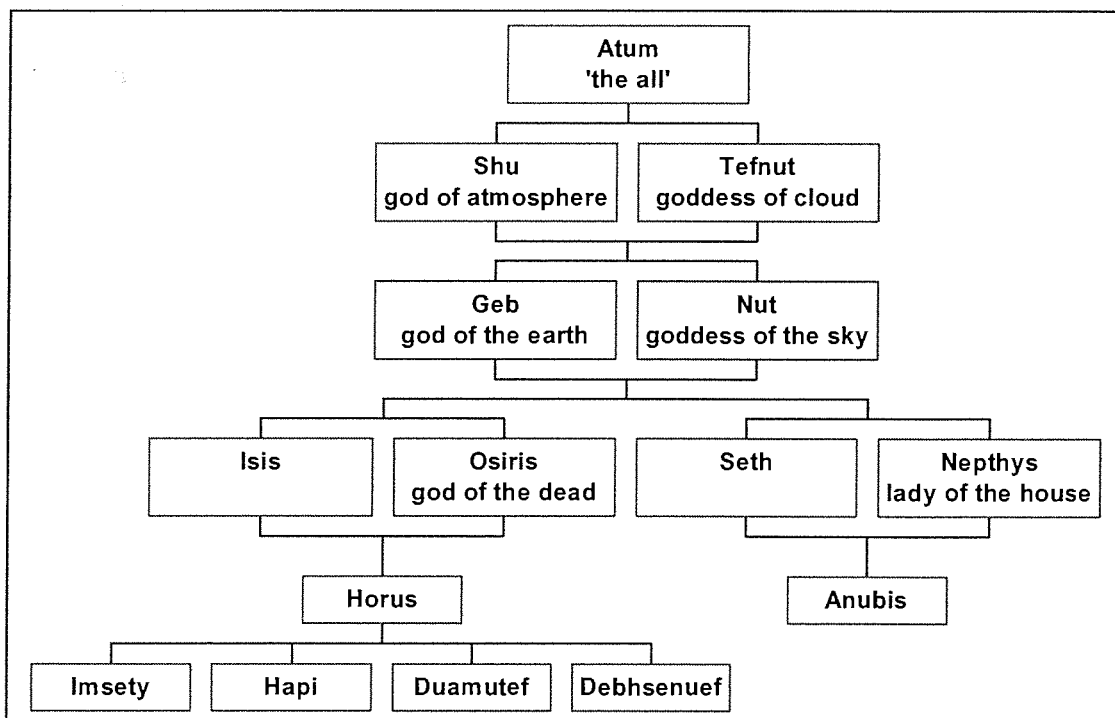 Atum
'the all'
Shu
god of atmosphere
Tefnut
goddess of cloud
Geb
god of the earth
Nut
goddess of the sky
Isis
Osiris
god of the dead
Seth
Nepthys
lady of the house
Horus
Anubis
Imsety
Hapi
Duamutef
Debhsenuef